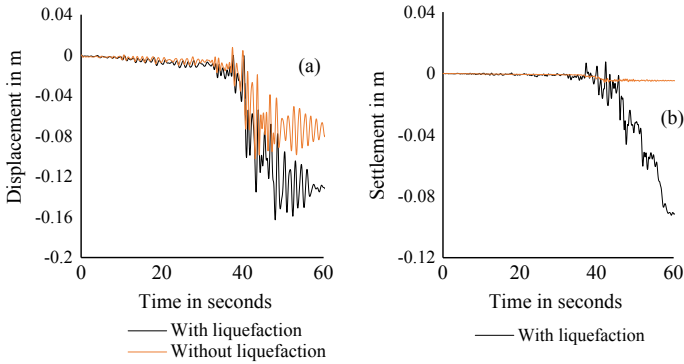 0.04
0
-0.04
-0.08
-0.12
-0.16
-0.2
Displacement in m
(a)
0 20 40 60
Time in seconds
With liquefaction
Without liquefaction
0.04
0
-0.04
-0.08
-0.12
Settlement in m
(b)
0 20 40 60
Time in seconds
With liquefaction